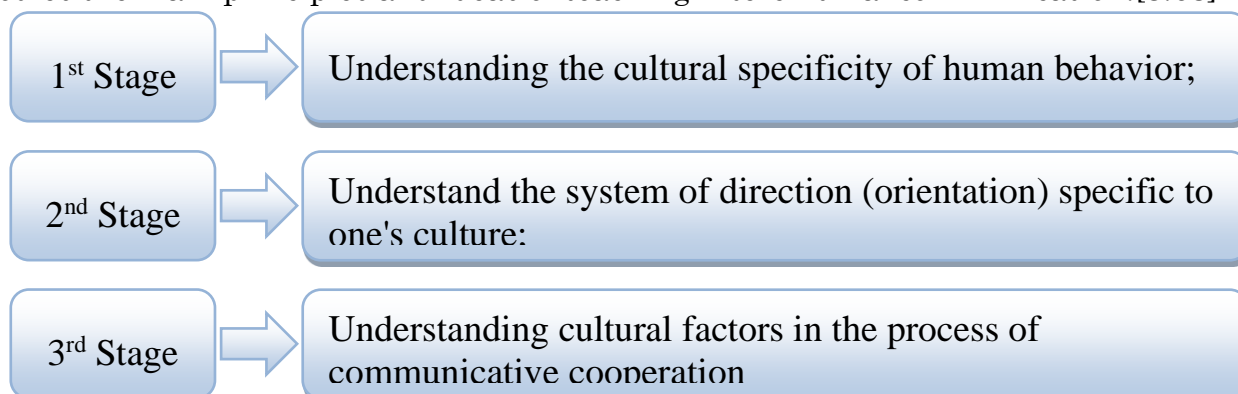 1st Stage
Understanding the cultural specificity of human behavior;
2nd Stage
Understand the system of direction (orientation) specific to
one's culture;
3rd Stage
Understanding cultural factors in the process of
communicative cooperation